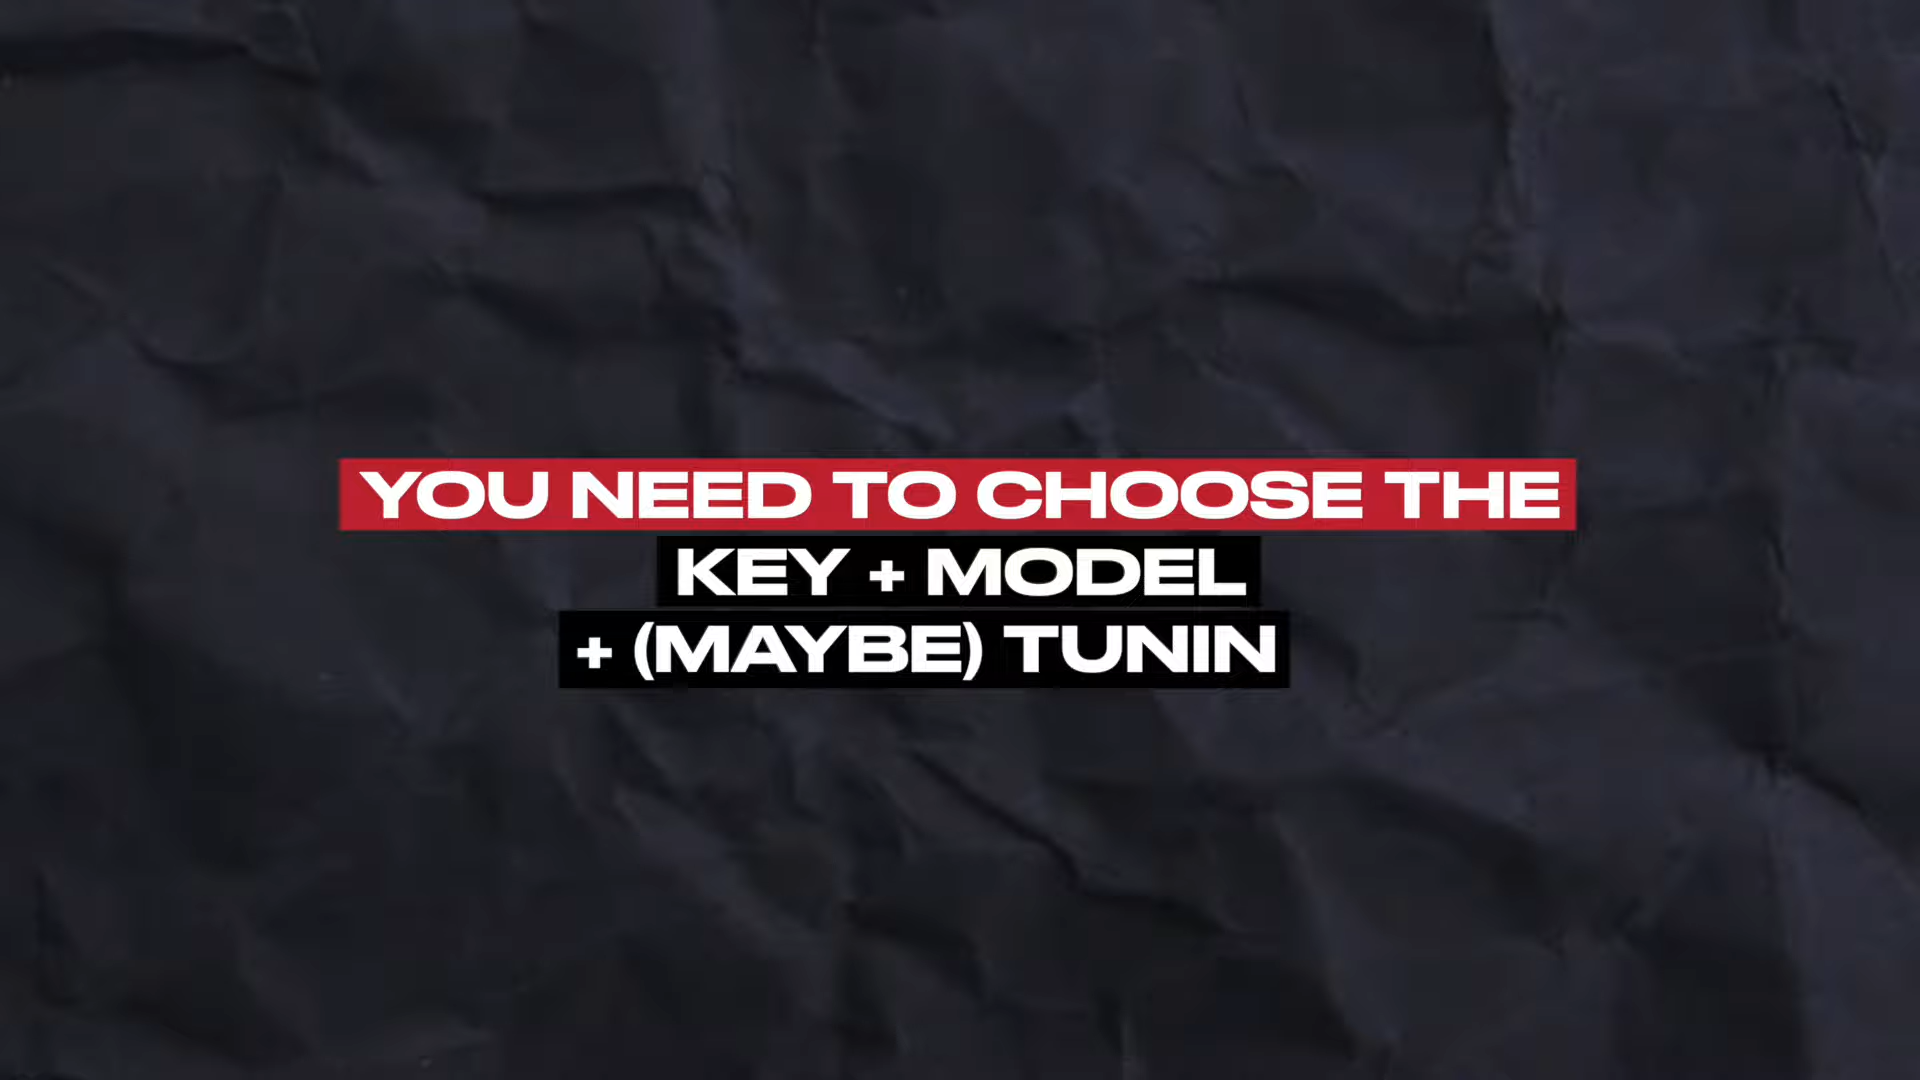 YOU NEED TO CHOOSE THE
KEY + MODEL
+ (MAYBE) TUNIN